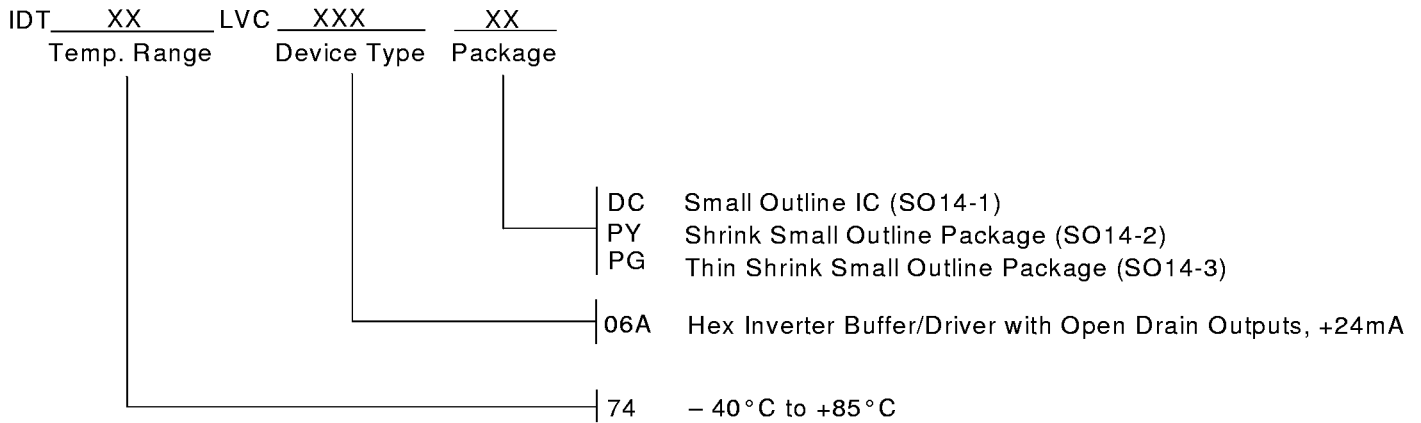 IDT XX LVC XXX XX
Temp. Range Device Type Package
DC Small Outline IC (SO14-1)
PY Shrink Small Outline Package (SO14-2)
PG Thin Shrink Small Outline Package (SO14-3)
06A Hex Inverter Buffer/Driver with Open Drain Outputs, +24mA
74 – 40°C to +85°C